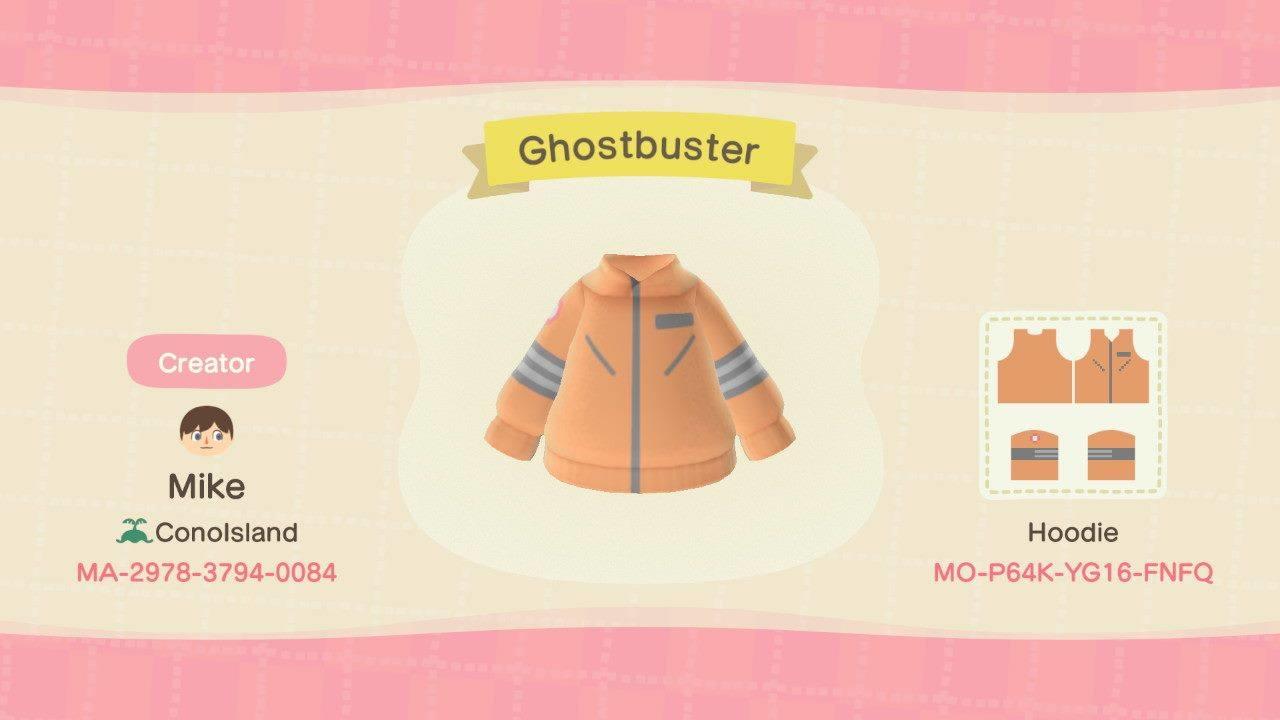 Ghostbuster
Creator
Mike
ConoIsland
MA-2978-3794-0084
Hoodie
MO-P64K-YG16-FNFQ